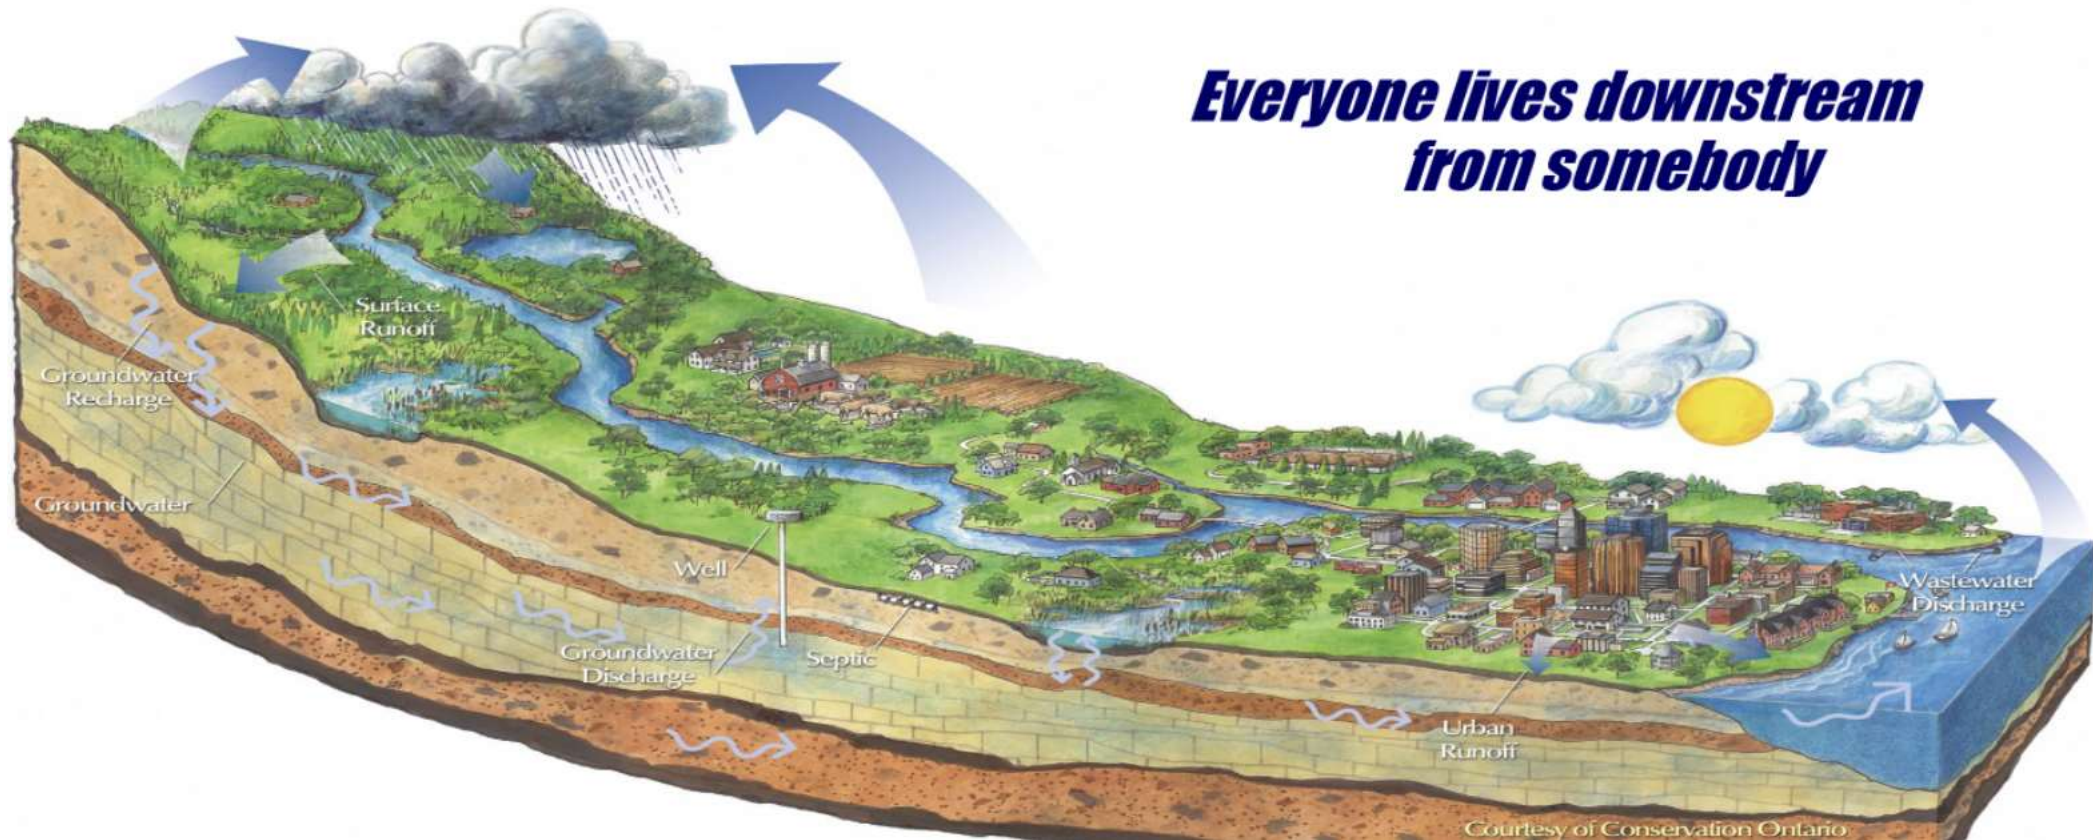 Everyone lives downstream
from somebody
Surface
Runoff
Groundwater
Recharge
Groundwater
Well
Groundwater
Discharge
Septic
Wastewater
Discharge
Urban
Runoff
Courtesy of Conservation Ontario